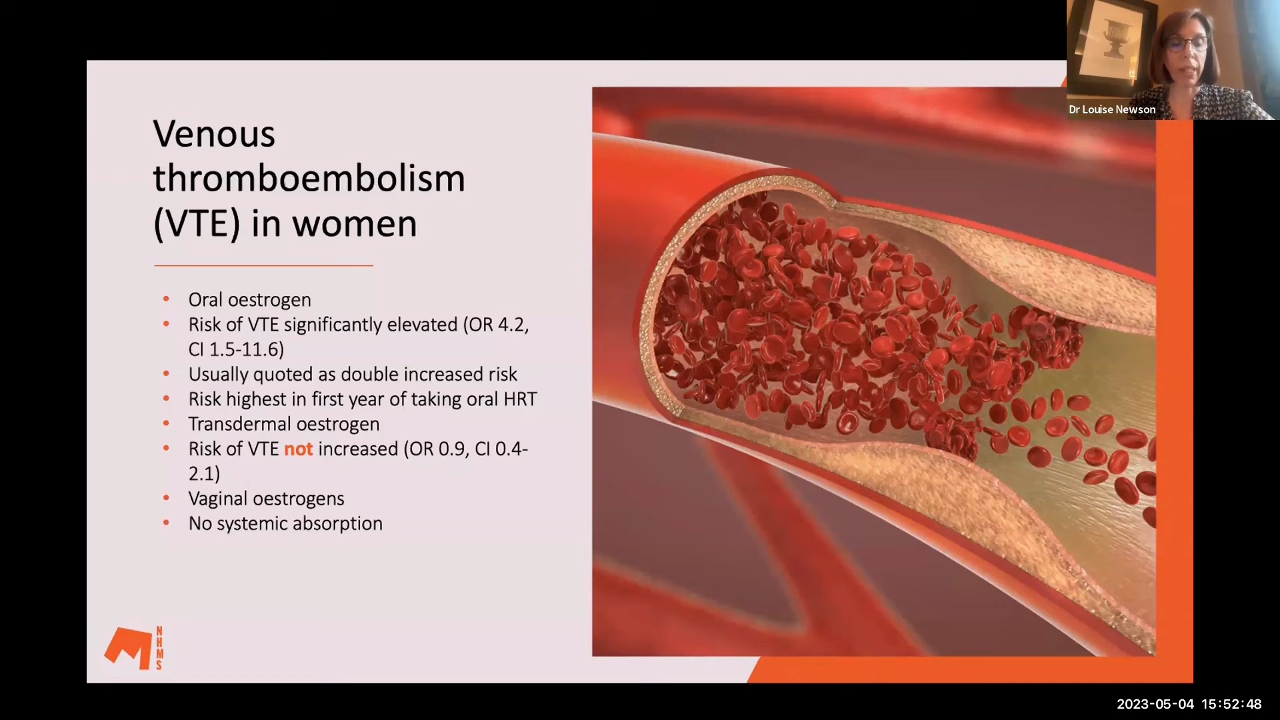 Dr Louise Newson
Venous
thromboembolism
(VTE) in women
• Oral oestrogen
• Risk of VTE significantly elevated (OR 4.2,
CI 1.5-11.6)
• Usually quoted as double increased risk
• Risk highest in first year of taking oral HRT
• Transdermal oestrogen
• Risk of VTE not increased (OR 0.9, CI 0.4-
2.1)
• Vaginal oestrogens
• No systemic absorption
NHMS
2023-05-04 15:52:48